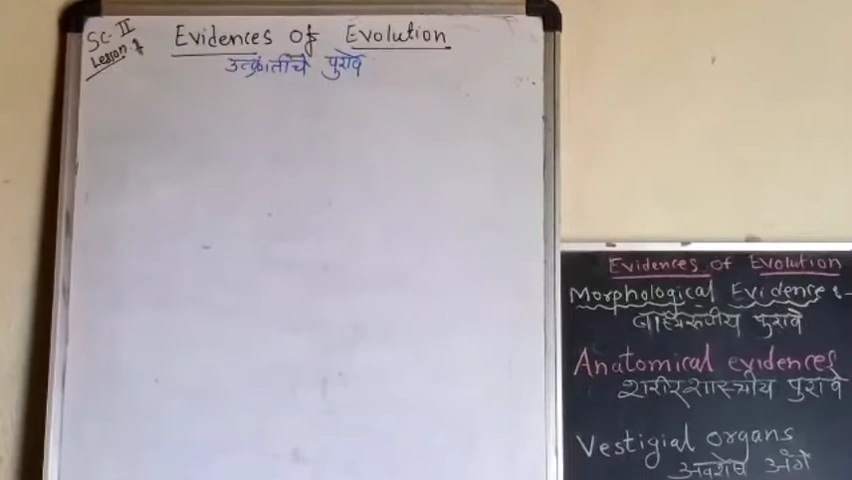 Sc. II
Lesson. 1
Evidences of Evolution
उत्क्रांतीचे पुरावे
Evidences of Evolution
Morphological Evidences:-
बाह्यरूपीय पुरावे
Anatomical evidences
शरीरशास्त्रीय पुरावे
Vestigial organs
अवशेष अंगे